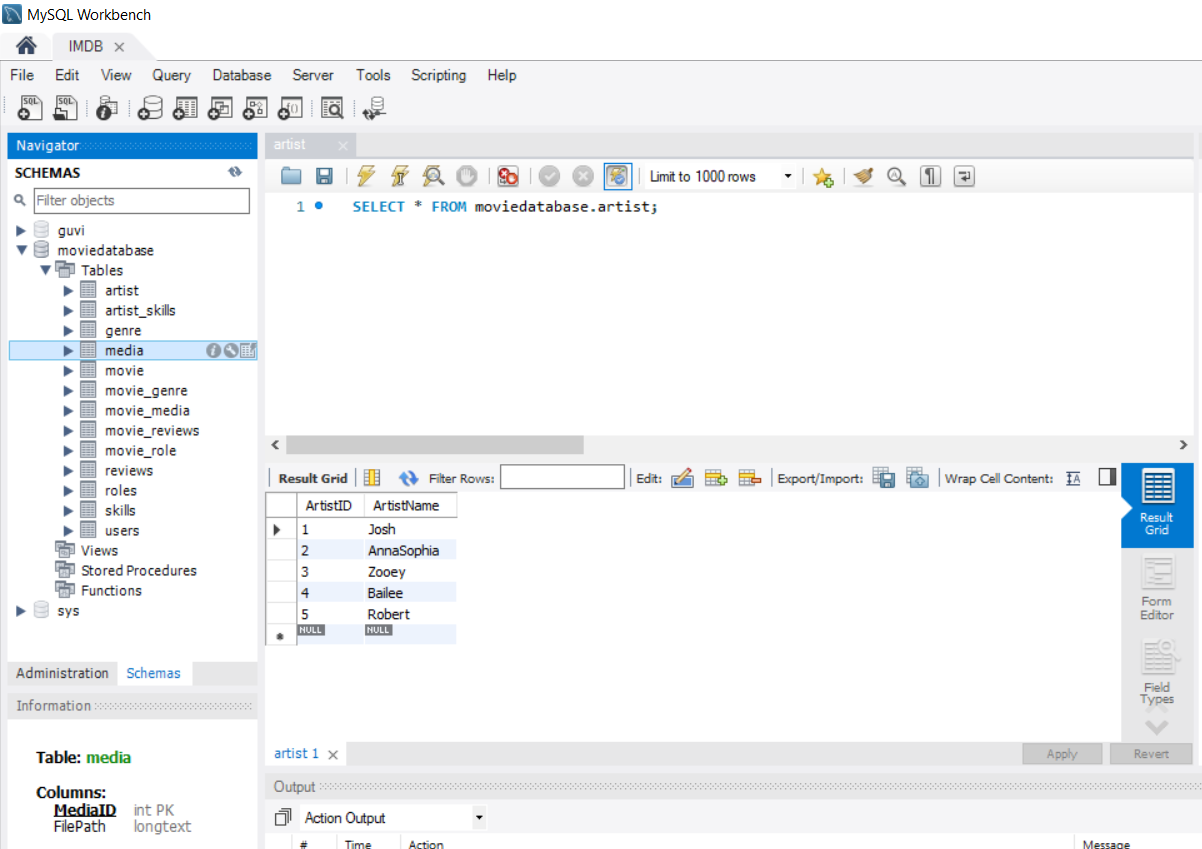 MySQL Workbench
IMDB
File Edit View Query Database Server Tools Scripting Help
Navigator
SCHEMAS
Filter objects
guvi
moviedatabase
Tables
artist
artist_skills
genre
media
movie
movie_genre
movie_media
movie_reviews
movie_role
reviews
roles
skills
users
Views
Stored Procedures
Functions
sys
Administration Schemas
Information
Table: media
Columns:
MediaID int PK
FilePath longtext
artist
Limit to 1000 rows
1 SELECT * FROM moviedatabase.artist;
Result Grid Filter Rows: Edit: Export/Import: Wrap Cell Content:
ArtistID ArtistName
1 Josh
2 AnnaSophia
3 Zooey
4 Bailee
5 Robert
NULL NULL
Result
Grid
Form
Editor
Field
Types
artist 1
Apply Revert
Output
Action Output
# Time Action Message